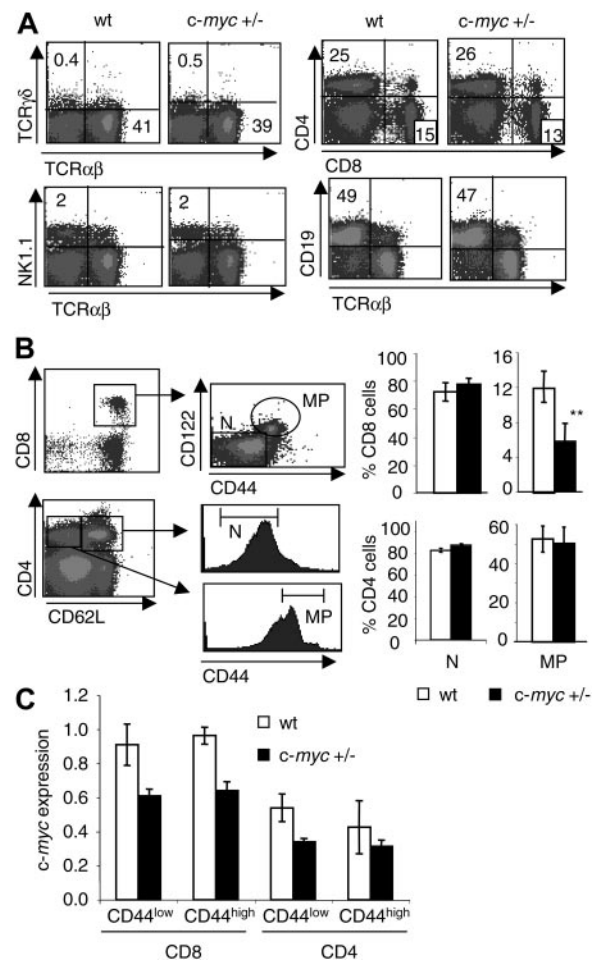 A
wt
c-myc +/-
wt
c-myc +/-
TCRγδ
0.4
41
0.5
39
TCRαβ
CD4
25
15
26
13
CD8
NK1.1
2
2
TCRαβ
CD19
49
47
TCRαβ
B
CD8
CD122
N
MP
CD44
CD4
CD62L
N
MP
CD44
% CD8 cells
100
80
60
40
20
0
16
12
8
4
0
**
% CD4 cells
100
80
60
40
20
0
N
60
40
20
0
MP
wt
c-myc +/-
C
c-myc expression
1.2
1.0
0.8
0.6
0.4
0.2
0.0
wt
c-myc +/-
CD44low
CD44high
CD44low
CD44high
CD8
CD4